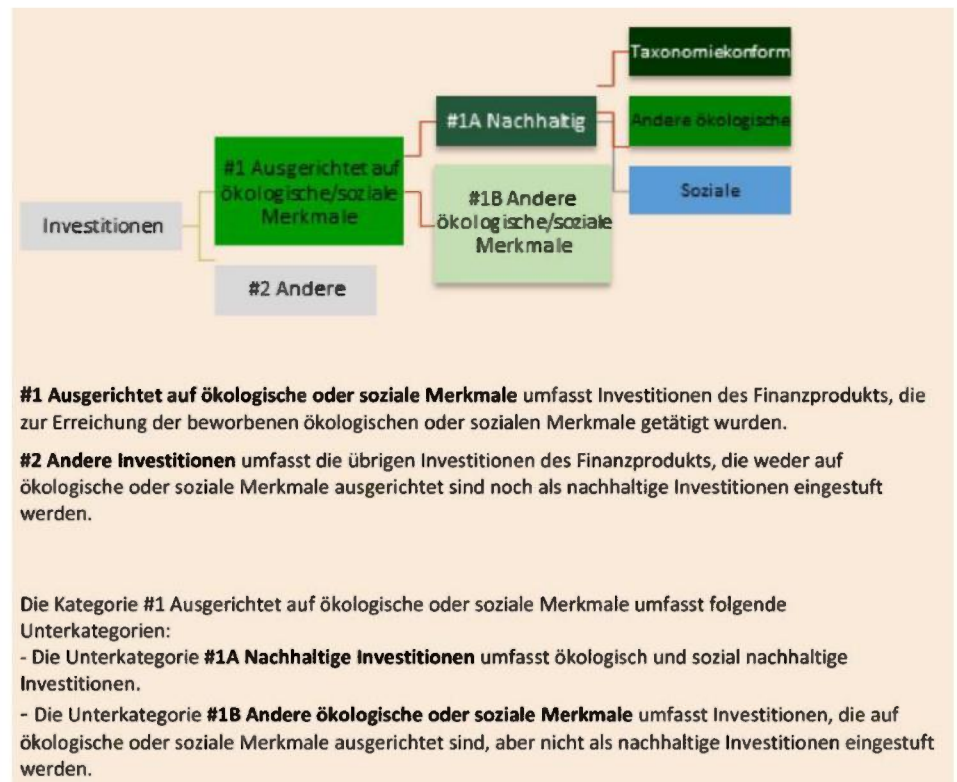 Taxonomiekonform
#1A Nachhaltig
Andere ökologische
#1 Ausgerichtet auf
ökologische/soziale
Merkmale
Soziale
#1B Andere
ökologische/soziale
Merkmale
Investitionen
#2 Andere
#1 Ausgerichtet auf ökologische oder soziale Merkmale umfasst Investitionen des Finanzprodukts, die
zur Erreichung der beworbenen ökologischen oder sozialen Merkmale getätigt wurden.
#2 Andere Investitionen umfasst die übrigen Investitionen des Finanzprodukts, die weder auf
ökologische oder soziale Merkmale ausgerichtet sind noch als nachhaltige Investitionen eingestuft
werden.
Die Kategorie #1 Ausgerichtet auf ökologische oder soziale Merkmale umfasst folgende
Unterkategorien:
- Die Unterkategorie #1A Nachhaltige Investitionen umfasst ökologisch und sozial nachhaltige
Investitionen.
- Die Unterkategorie #1B Andere ökologische oder soziale Merkmale umfasst Investitionen, die auf
ökologische oder soziale Merkmale ausgerichtet sind, aber nicht als nachhaltige Investitionen eingestuft
werden.